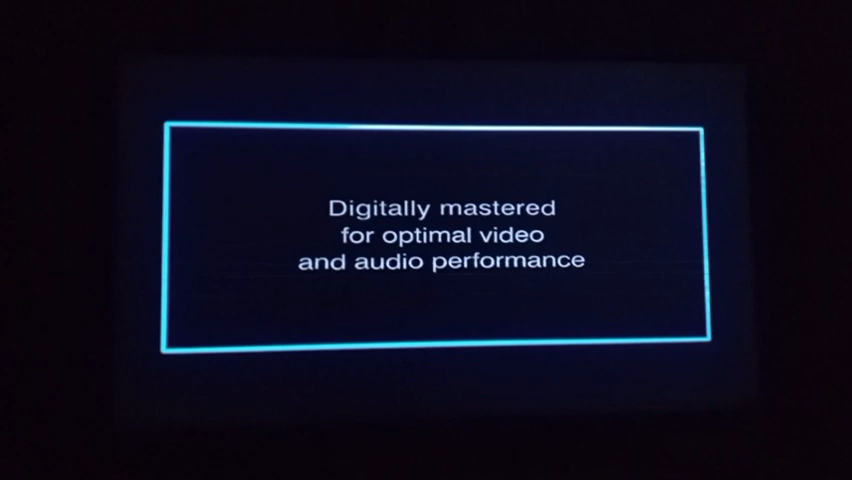 Digitally mastered
for optimal video
and audio performance